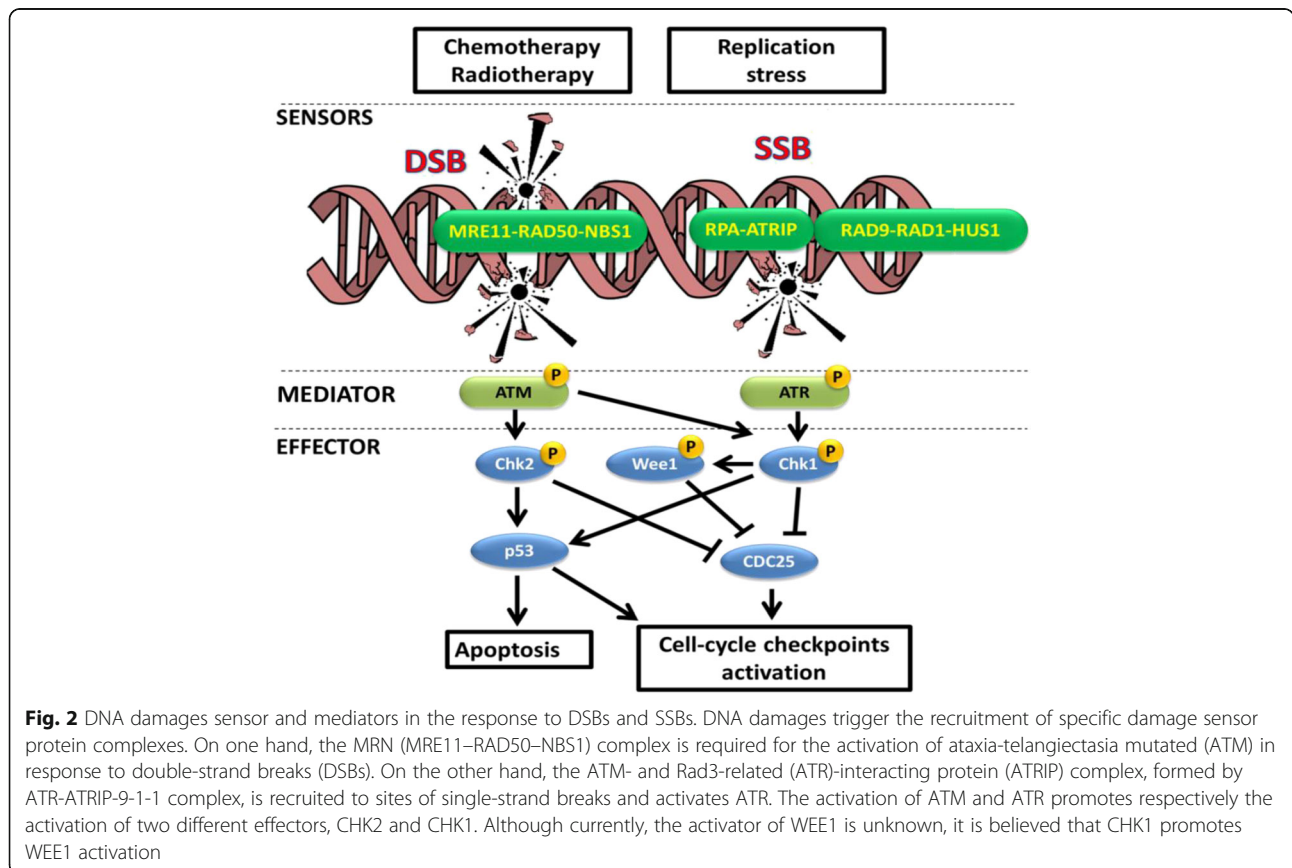 Chemotherapy
Radiotherapy
Replication
stress
SENSORS
DSB
SSB
MRE11-RAD50-NBS1
RPA-ATRIP
RAD9-RAD1-HUS1
MEDIATOR
ATM
P
ATR
P
EFFECTOR
Chk2
P
Wee1
P
Chk1
P
p53
CDC25
Apoptosis
Cell-cycle checkpoints
activation
Fig. 2 DNA damages sensor and mediators in the response to DSBs and SSBs. DNA damages trigger the recruitment of specific damage sensor
protein complexes. On one hand, the MRN (MRE11–RAD50–NBS1) complex is required for the activation of ataxia-telangiectasia mutated (ATM) in
response to double-strand breaks (DSBs). On the other hand, the ATM- and Rad3-related (ATR)-interacting protein (ATRIP) complex, formed by
ATR-ATRIP-9-1-1 complex, is recruited to sites of single-strand breaks and activates ATR. The activation of ATM and ATR promotes respectively the
activation of two different effectors, CHK2 and CHK1. Although currently, the activator of WEE1 is unknown, it is believed that CHK1 promotes
WEE1 activation